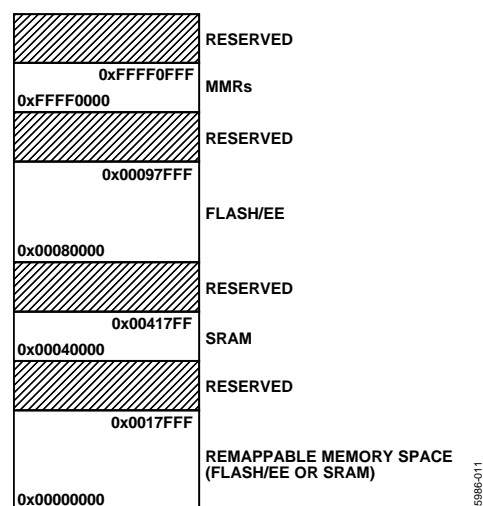 RESERVED
0xFFFF0FFF
MMRs
0xFFFF0000
RESERVED
0x00097FFF
FLASH/EE
0x00080000
RESERVED
0x00417FF
SRAM
0x00040000
RESERVED
0x0017FFF
REMAPPABLE MEMORY SPACE
(FLASH/EE OR SRAM)
0x00000000
5986-011